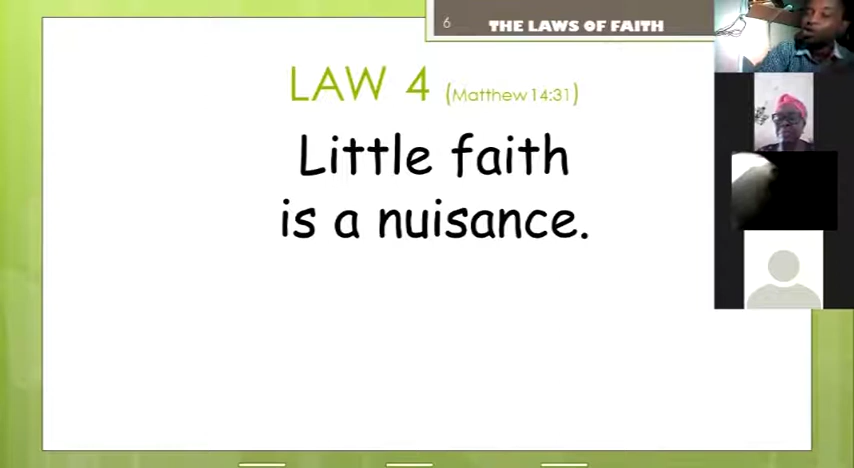 6 THE LAWS OF FAITH
LAW 4 (Matthew 14:31)
Little faith
is a nuisance.